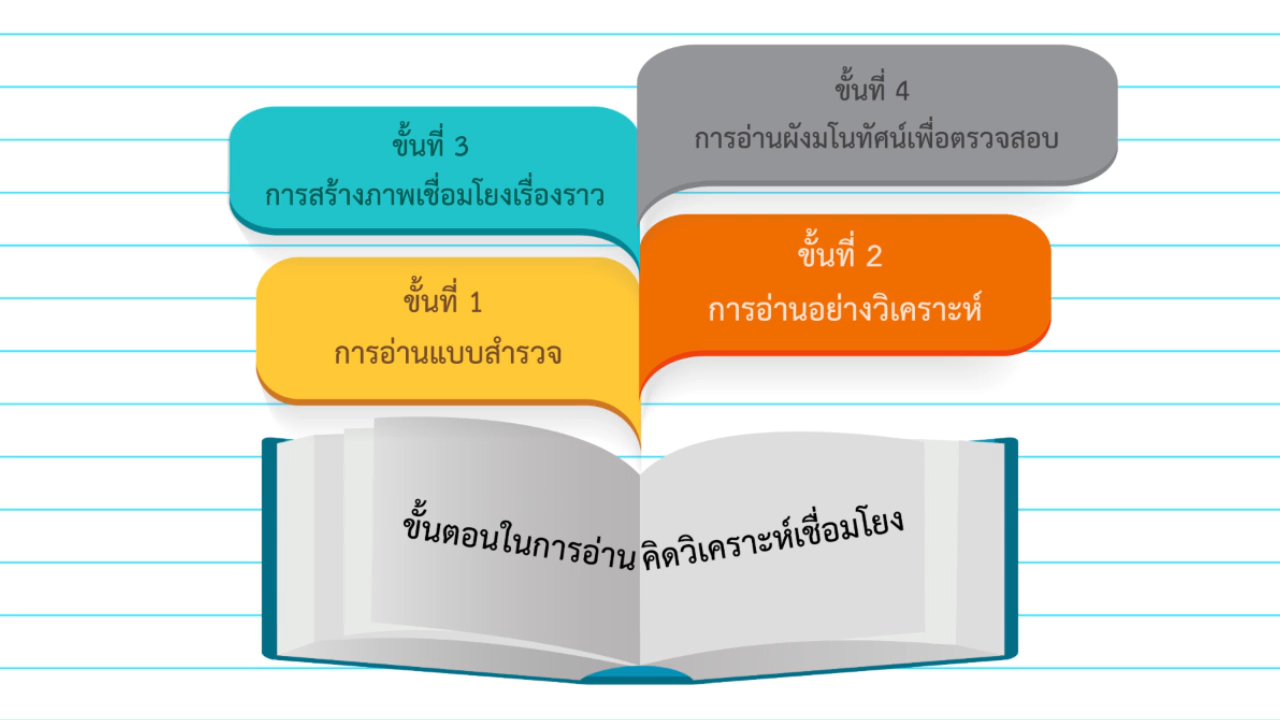 ขั้นที่ 4
การอ่านผังมโนทัศน์เพื่อตรวจสอบ
ขั้นที่ 3
การสร้างภาพเชื่อมโยงเรื่องราว
ขั้นที่ 2
การอ่านอย่างวิเคราะห์
ขั้นที่ 1
การอ่านแบบสำรวจ
ขั้นตอนในการอ่าน คิดวิเคราะห์เชื่อมโยง